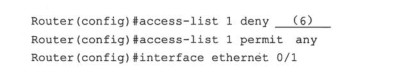 Router(config)#access-list 1 deny (6)
Router(config)#access-list 1 permit any
Router(config)#interface ethernet 0/1